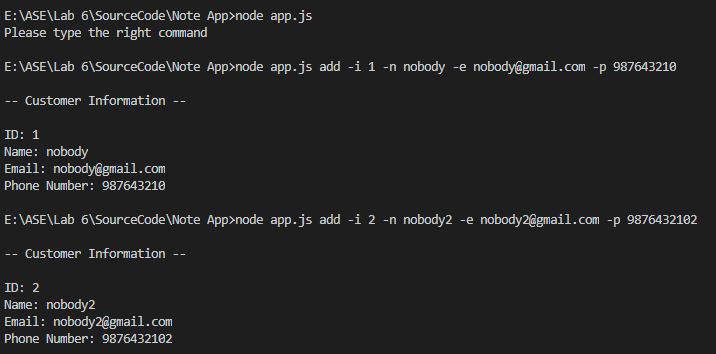 E:\ASE\Lab 6\SourceCode\Note App>node app.js
Please type the right command
E:\ASE\Lab 6\SourceCode\Note App>node app.js add -i 1 -n nobody -e nobody@gmail.com -p 987643210
-- Customer Information --
ID: 1
Name: nobody
Email: nobody@gmail.com
Phone Number: 987643210
E:\ASE\Lab 6\SourceCode\Note App>node app.js add -i 2 -n nobody2 -e nobody2@gmail.com -p 9876432102
-- Customer Information --
ID: 2
Name: nobody2
Email: nobody2@gmail.com
Phone Number: 9876432102